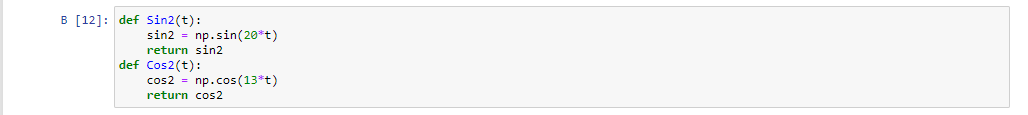 В [12]: def Sin2(t):
    sin2 = np.sin(20*t)
    return sin2
def Cos2(t):
    cos2 = np.cos(13*t)
    return cos2